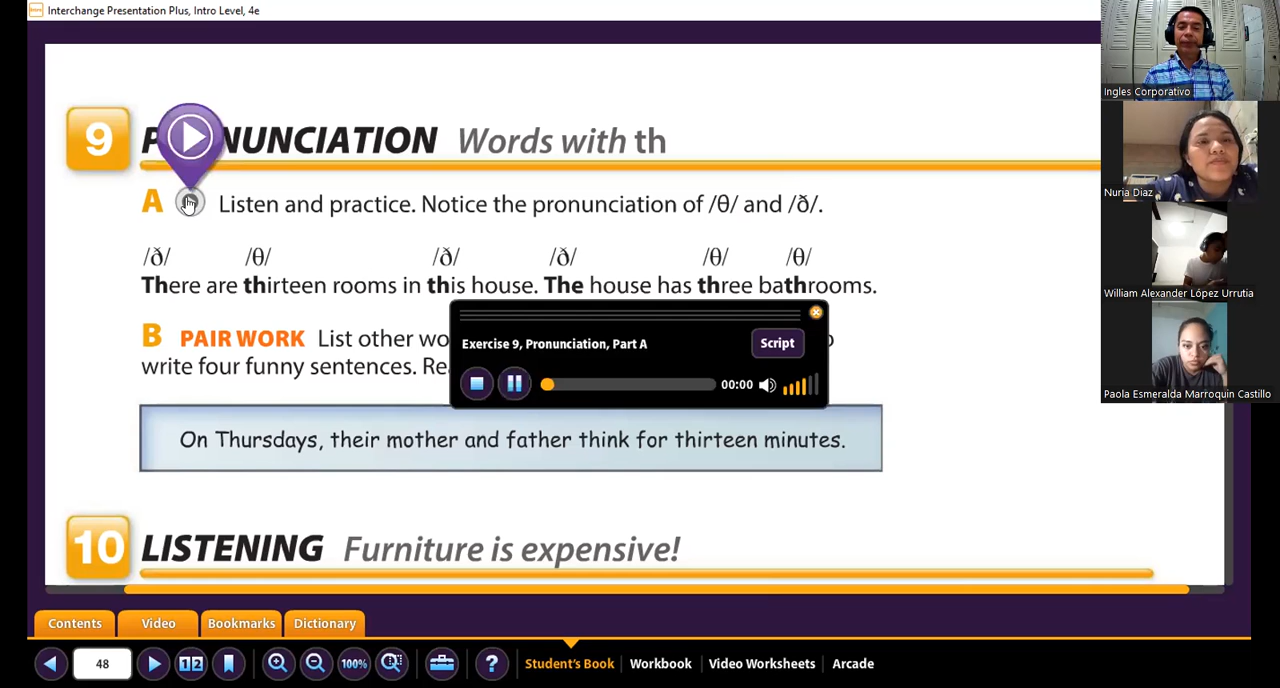 Interchange Presentation Plus, Intro Level, 4e
Ingles Corporativo
Nuria Diaz
William Alexander López Urrutia
Paola Esmeralda Marroquin Castillo
9 P NUNCIATION Words with th
A Listen and practice. Notice the pronunciation of /θ/ and /ð/.
/ð/ /θ/ /ð/ /ð/ /θ/ /θ/
There are thirteen rooms in this house. The house has three bathrooms.
B PAIR WORK List other wo
write four funny sentences. Re
Exercise 9, Pronunciation, Part A Script
00:00
On Thursdays, their mother and father think for thirteen minutes.
10 LISTENING Furniture is expensive!
Contents Video Bookmarks Dictionary
48 12 100% ? Student's Book Workbook Video Worksheets Arcade